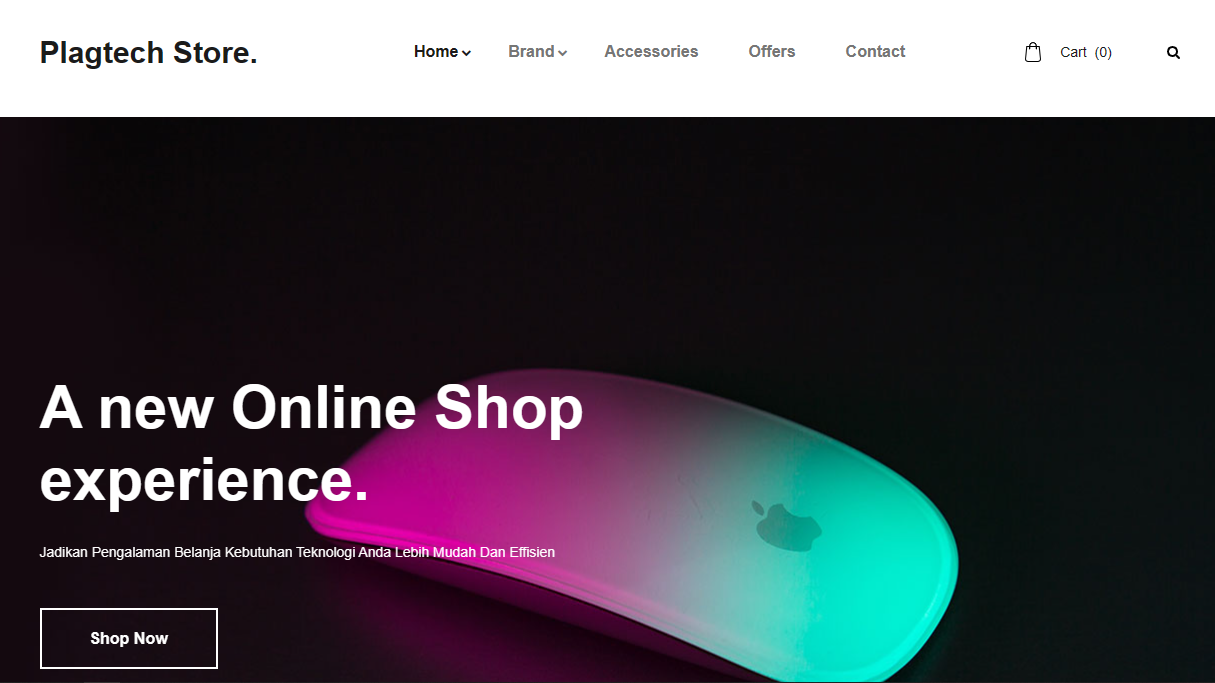 Plagtech Store.
Home Brand Accessories Offers Contact Cart (0)
A new Online Shop
experience.
Jadikan Pengalaman Belanja Kebutuhan Teknologi Anda Lebih Mudah Dan Effisien
Shop Now